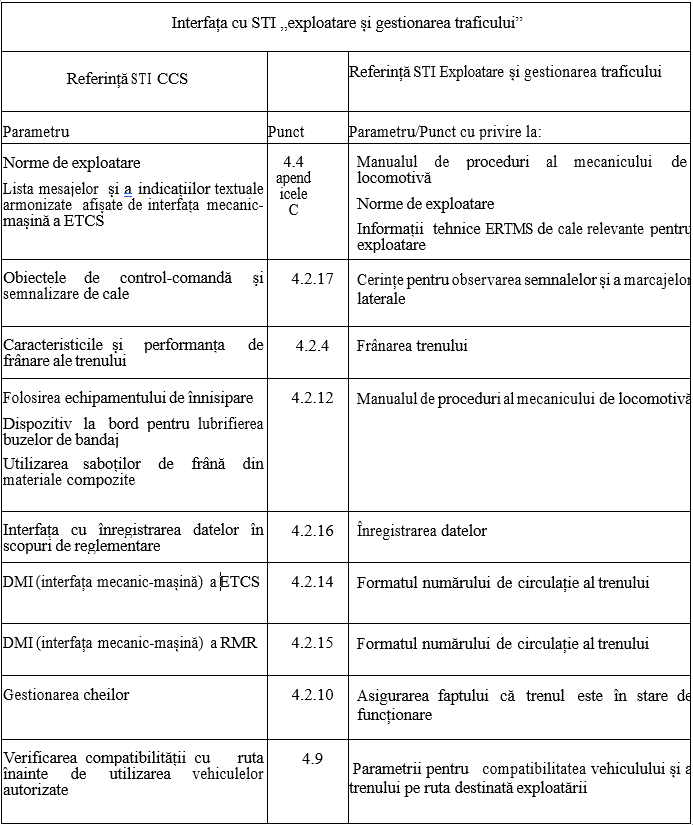 Interfața cu STI „exploatare și gestionarea traficului”
Referință STI CCS
Referință STI Exploatare și gestionarea traficului
Parametru
Punct
Parametru/Punct cu privire la:
Norme de exploatare
Lista mesajelor și a indicațiilor textuale
armonizate afișate de interfața mecanic-
mașină a ETCS
4.4
apend
icele
C
Manualul de proceduri al mecanicului de
locomotivă
Norme de exploatare
Informații tehnice ERTMS de cale relevante pentru
exploatare
Obiectele de control-comandă și
semnalizare de cale
4.2.17
Cerințe pentru observarea semnalelor și a marcajelor
laterale
Caracteristicile și performanța de
frânare ale trenului
4.2.4
Frânarea trenului
Folosirea echipamentului de înnisipare
Dispozitiv la bord pentru lubrifierea
buzelor de bandaj
Utilizarea saboților de frână din
materiale compozite
4.2.12
Manualul de proceduri al mecanicului de locomotivă
Interfața cu înregistrarea datelor în
scopuri de reglementare
4.2.16
Înregistrarea datelor
DMI (interfața mecanic-mașină) a ETCS
4.2.14
Formatul numărului de circulație al trenului
DMI (interfața mecanic-mașină) a RMR
4.2.15
Formatul numărului de circulație al trenului
Gestionarea cheilor
4.2.10
Asigurarea faptului că trenul este în stare de
funcționare
Verificarea compatibilității cu ruta
înainte de utilizarea vehiculelor
autorizate
4.9
Parametrii pentru compatibilitatea vehiculului și a
trenului pe ruta destinată exploatării